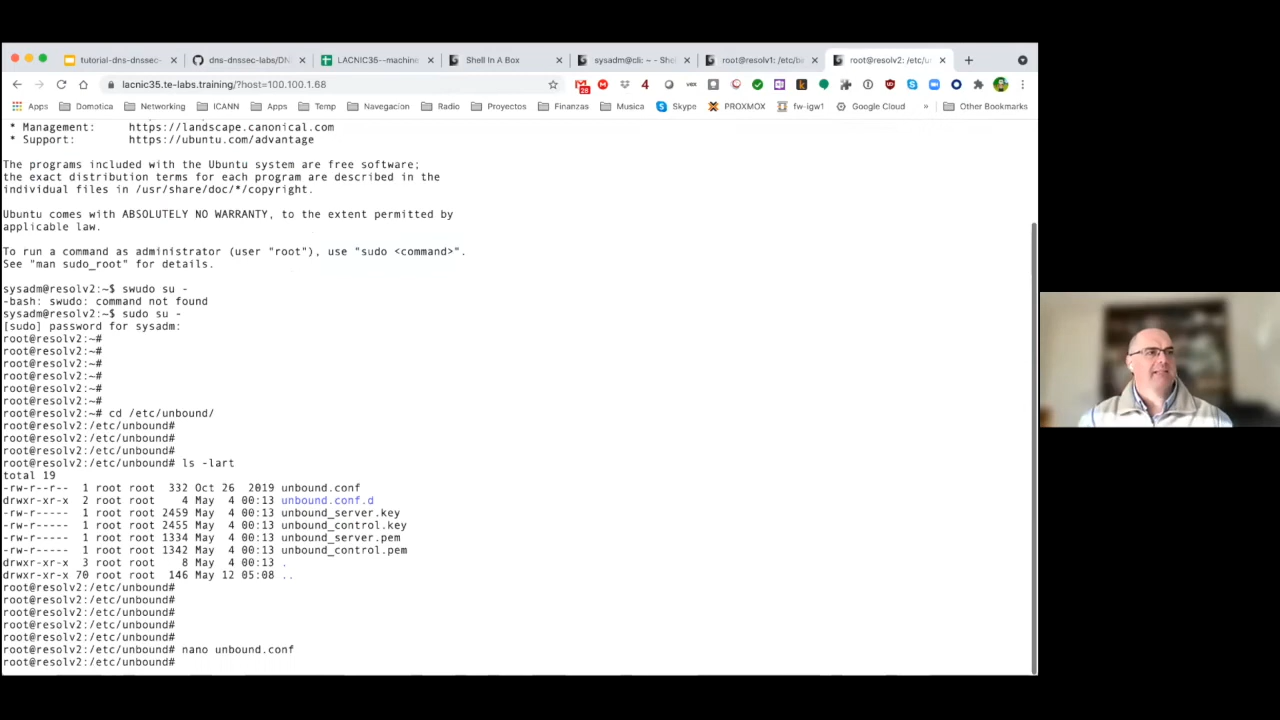 tutorial-dns-dnssec-
dns-dnssec-labs/DN
LACNIC35--machine
Shell In A Box
sysadm@cli: ~ - She
root@resolv1: /etc/be
root@resolv2: /etc/u
lacnic35.te-labs.training/?host=100.100.1.68
28
vex
4
Apps
Domotica
Networking
ICANN
Apps
Temp
Navegacion
Radio
Proyectos
Finanzas
Musica
Skype
PROXMOX
fw-igw1
Google Cloud
»
Other Bookmarks
* Management: https://landscape.canonical.com
* Support: https://ubuntu.com/advantage
The programs included with the Ubuntu system are free software;
the exact distribution terms for each program are described in the
individual files in /usr/share/doc/*/copyright.
Ubuntu comes with ABSOLUTELY NO WARRANTY, to the extent permitted by
applicable law.
To run a command as administrator (user "root"), use "sudo <command>".
See "man sudo_root" for details.
sysadm@resolv2:~$ swudo su -
-bash: swudo: command not found
sysadm@resolv2:~$ sudo su -
[sudo] password for sysadm:
root@resolv2:~#
root@resolv2:~#
root@resolv2:~#
root@resolv2:~#
root@resolv2:~#
root@resolv2:~#
root@resolv2:~# cd /etc/unbound/
root@resolv2:/etc/unbound#
root@resolv2:/etc/unbound#
root@resolv2:/etc/unbound#
root@resolv2:/etc/unbound# ls -lart
total 19
-rw-r--r-- 1 root root 332 Oct 26 2019 unbound.conf
drwxr-xr-x 2 root root 4 May 4 00:13 unbound.conf.d
-rw-r----- 1 root root 2459 May 4 00:13 unbound_server.key
-rw-r----- 1 root root 2455 May 4 00:13 unbound_control.key
-rw-r----- 1 root root 1334 May 4 00:13 unbound_server.pem
-rw-r----- 1 root root 1342 May 4 00:13 unbound_control.pem
drwxr-xr-x 3 root root 8 May 4 00:13 .
drwxr-xr-x 70 root root 146 May 12 05:08 ..
root@resolv2:/etc/unbound#
root@resolv2:/etc/unbound#
root@resolv2:/etc/unbound#
root@resolv2:/etc/unbound#
root@resolv2:/etc/unbound#
root@resolv2:/etc/unbound# nano unbound.conf
root@resolv2:/etc/unbound#